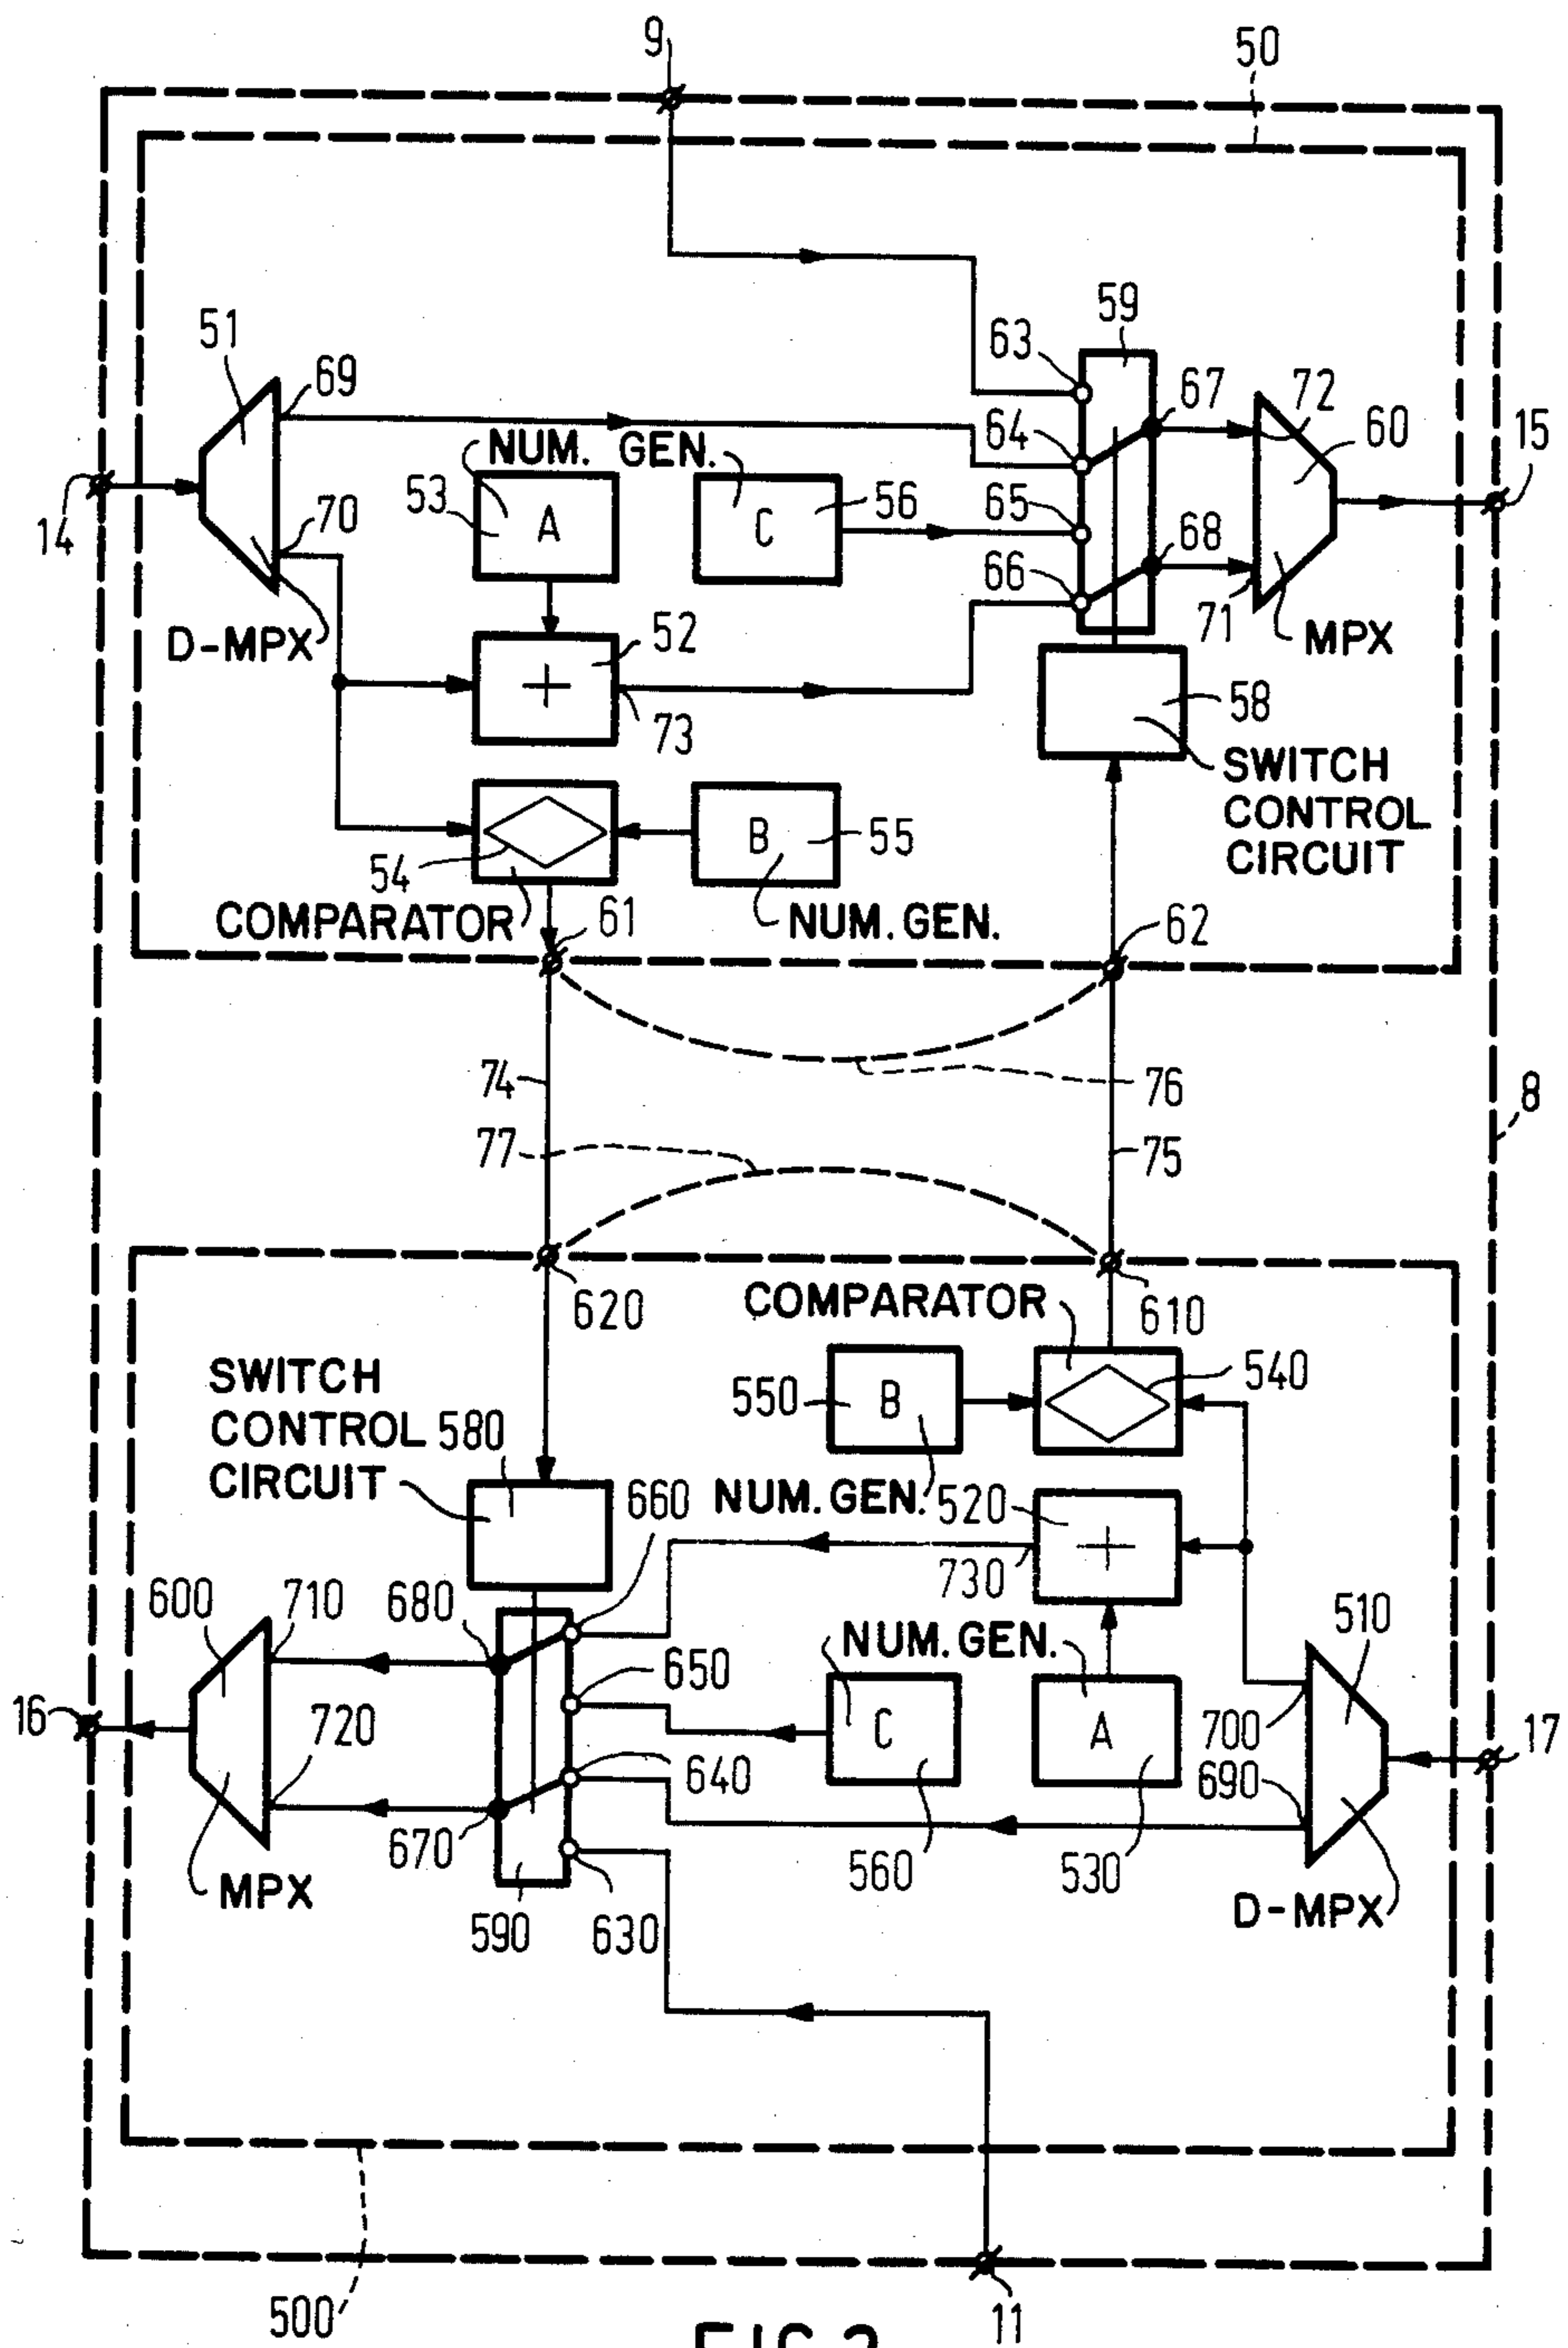 9
50
59
51
69
63
67
72
60
15
64
NUM. GEN.
53
A
C
56
65
14
70
68
66
71
D-MPX
52
+
73
MPX
58
SWITCH
CONTROL
CIRCUIT
54
B
55
COMPARATOR
61
NUM. GEN.
62
74
76
8
77
75
620
COMPARATOR
610
SWITCH
CONTROL 580
CIRCUIT
550
B
540
660
NUM. GEN.
520
+
730
600
710
680
NUM. GEN.
510
650
16
720
C
A
700
17
640
690
670
560
530
MPX
590
630
D-MPX
500
11
FIG.2